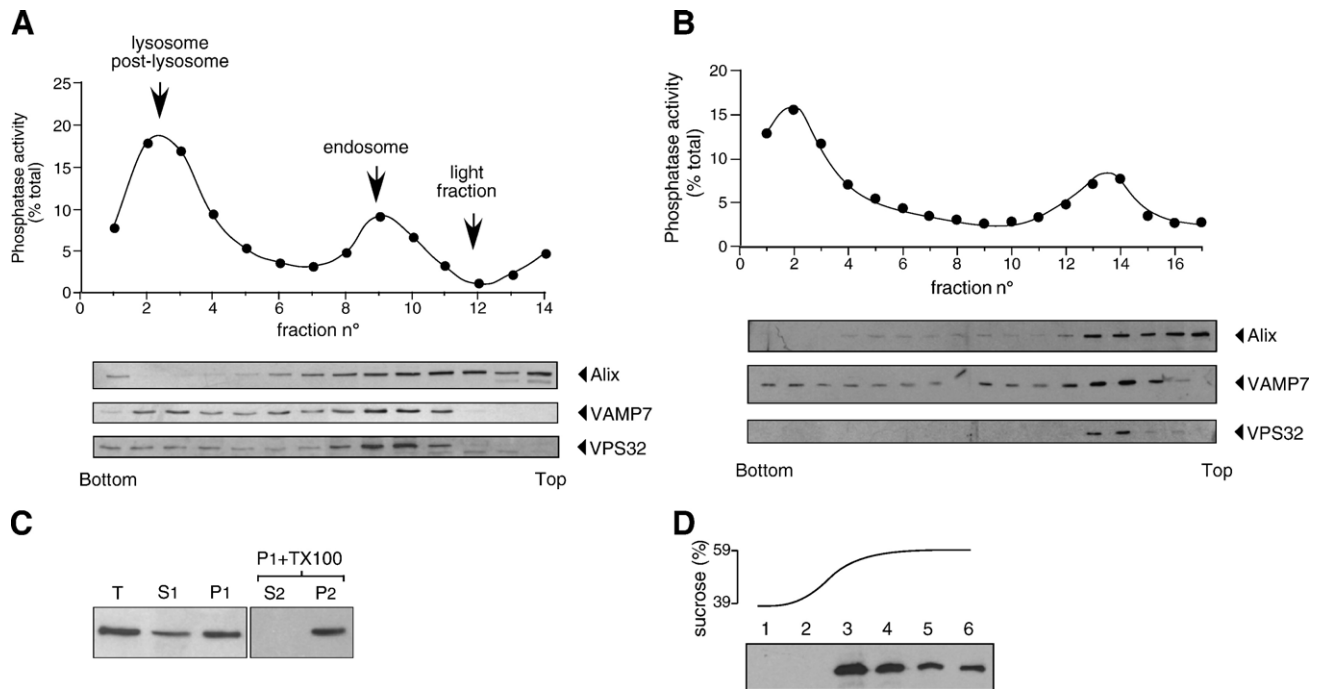 A
lysosome
post-lysosome
endosome
light
fraction
Phosphatase activity
(% total)
25
20
15
10
5
0
0 2 4 6 8 10 12 14
fraction n°
Alix
VAMP7
VPS32
Bottom Top
B
Phosphatase activity
(% total)
20
15
10
5
0
0 2 4 6 8 10 12 14 16
fraction n°
Alix
VAMP7
VPS32
Bottom Top
C
P1+TX100
T S1 P1 S2 P2
D
sucrose (%)
59
39
1 2 3 4 5 6